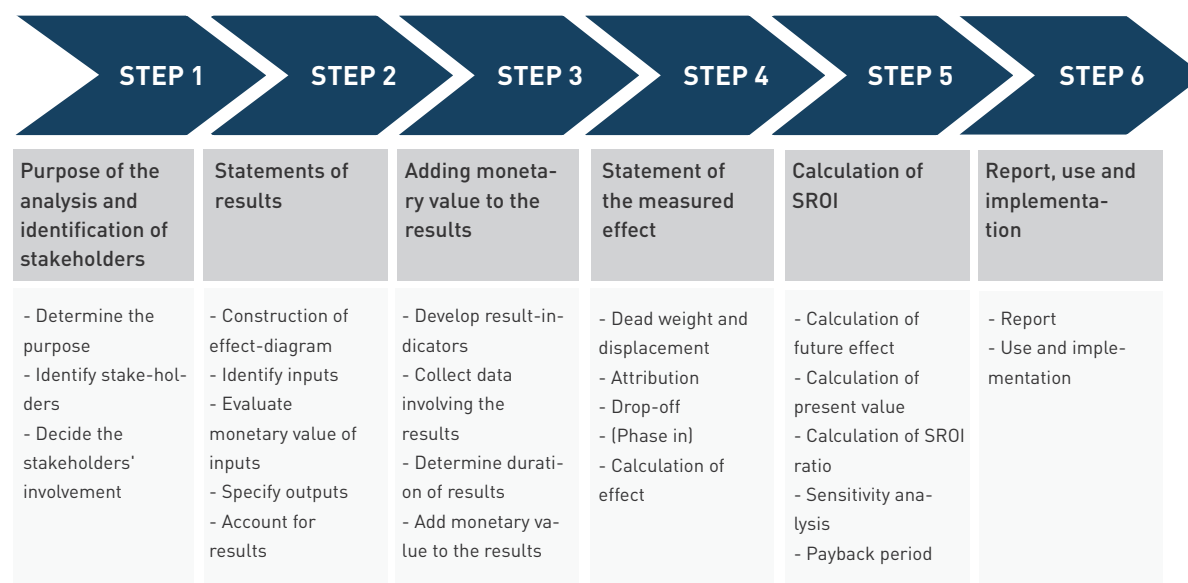 STEP 1
STEP 2
STEP 3
STEP 4
STEP 5
STEP 6
Purpose of the
analysis and
identification of
stakeholders
Statements of
results
Adding moneta-
ry value to the
results
Statement of
the measured
effect
Calculation of
SROI
Report, use and
implementa-
tion
- Determine the
purpose
- Identify stake-hol-
ders
- Decide the
stakeholders'
involvement
- Construction of
effect-diagram
- Identify inputs
- Evaluate
monetary value of
inputs
- Specify outputs
- Account for
results
- Develop result-in-
dicators
- Collect data
involving the
results
- Determine durati-
on of results
- Add monetary va-
lue to the results
- Dead weight and
displacement
- Attribution
- Drop-off
- (Phase in)
- Calculation of
effect
- Calculation of
future effect
- Calculation of
present value
- Calculation of SROI
ratio
- Sensitivity ana-
lysis
- Payback period
- Report
- Use and imple-
mentation